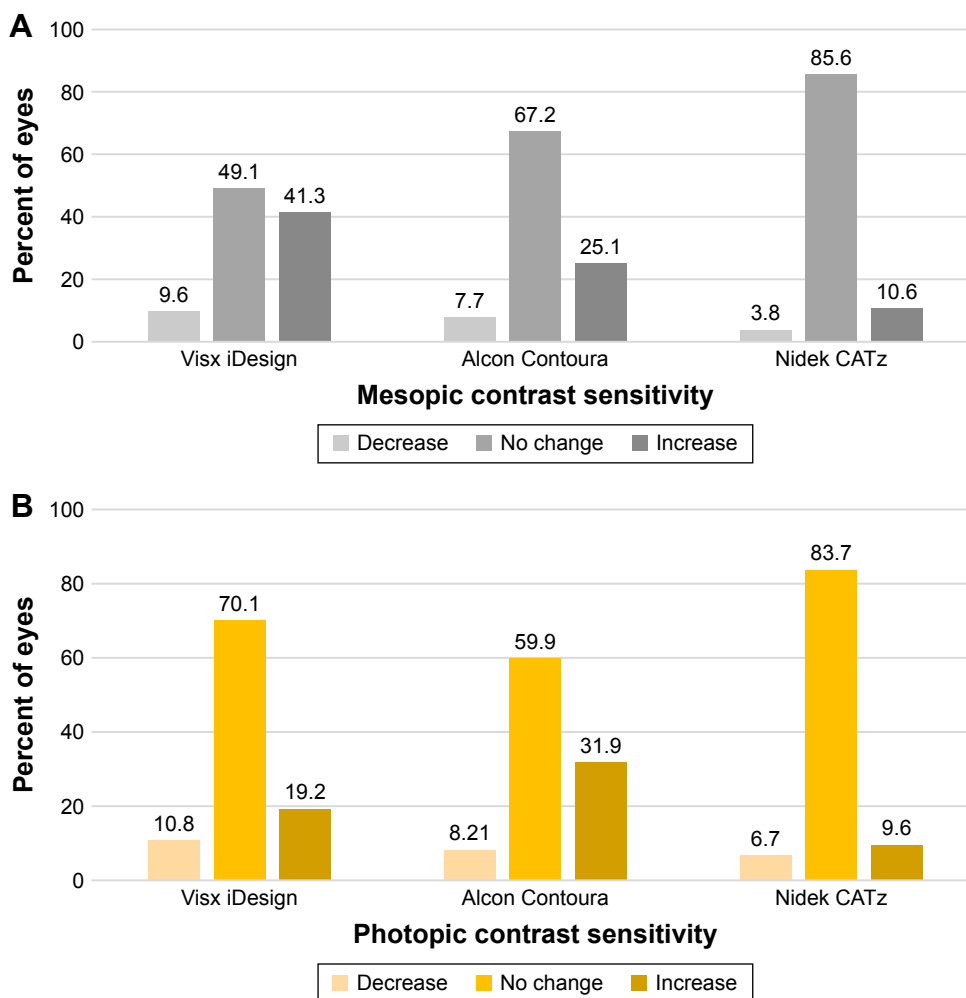 A
Percent of eyes
100
80
60
40
20
0
9.6
49.1
41.3
7.7
67.2
25.1
3.8
85.6
10.6
Visx iDesign
Alcon Contoura
Nidek CATz
Mesopic contrast sensitivity
Decrease No change Increase
B
Percent of eyes
100
80
60
40
20
0
10.8
70.1
19.2
8.21
59.9
31.9
6.7
83.7
9.6
Visx iDesign
Alcon Contoura
Nidek CATz
Photopic contrast sensitivity
Decrease No change Increase